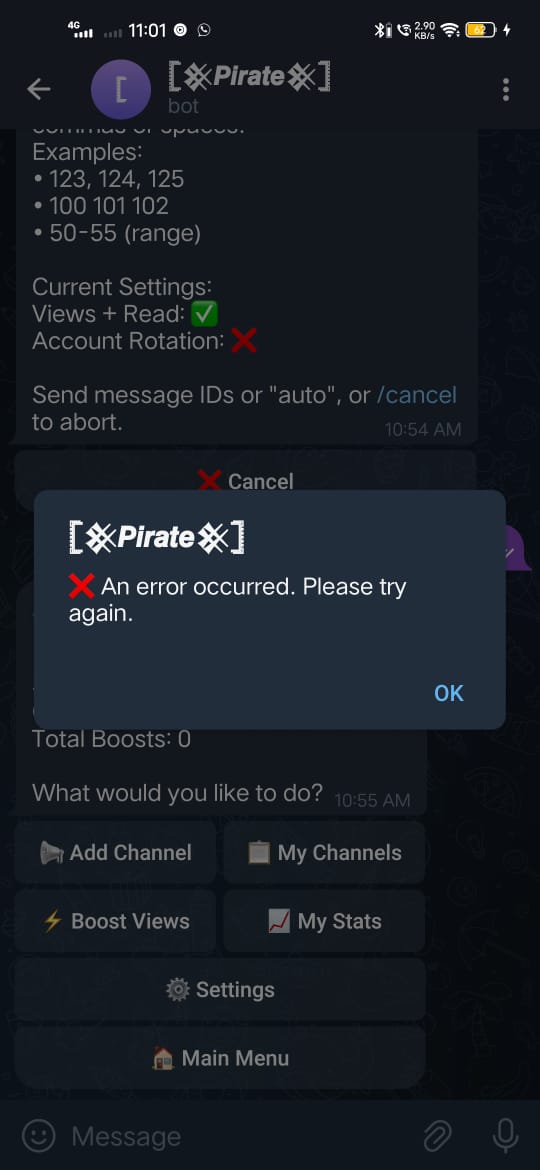 4G
11:01
2.90
KB/s
62
[
[※Pirate※]
bot
commas or spaces.
Examples:
• 123, 124, 125
• 100 101 102
• 50-55 (range)
Current Settings:
Views + Read: ✅
Account Rotation: ❌
Send message IDs or "auto", or /cancel
to abort.
10:54 AM
❌ Cancel
[※Pirate※]
❌ An error occurred. Please try
again.
OK
Total Boosts: 0
What would you like to do? 10:55 AM
📢 Add Channel
📋 My Channels
⚡ Boost Views
📈 My Stats
⚙️ Settings
🏠 Main Menu
Message